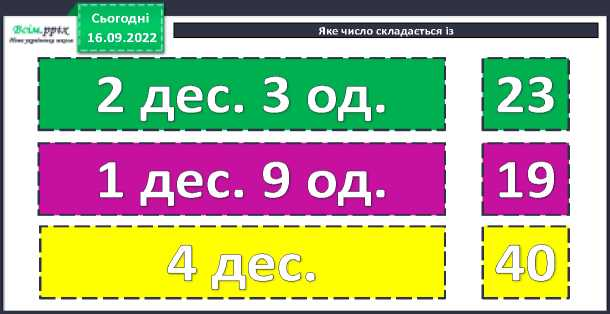 Всім.pptx
Нова українська школа
Сьогодні
16.09.2022
Яке число складається із
2 дес. 3 од.
23
1 дес. 9 од.
19
4 дес.
40